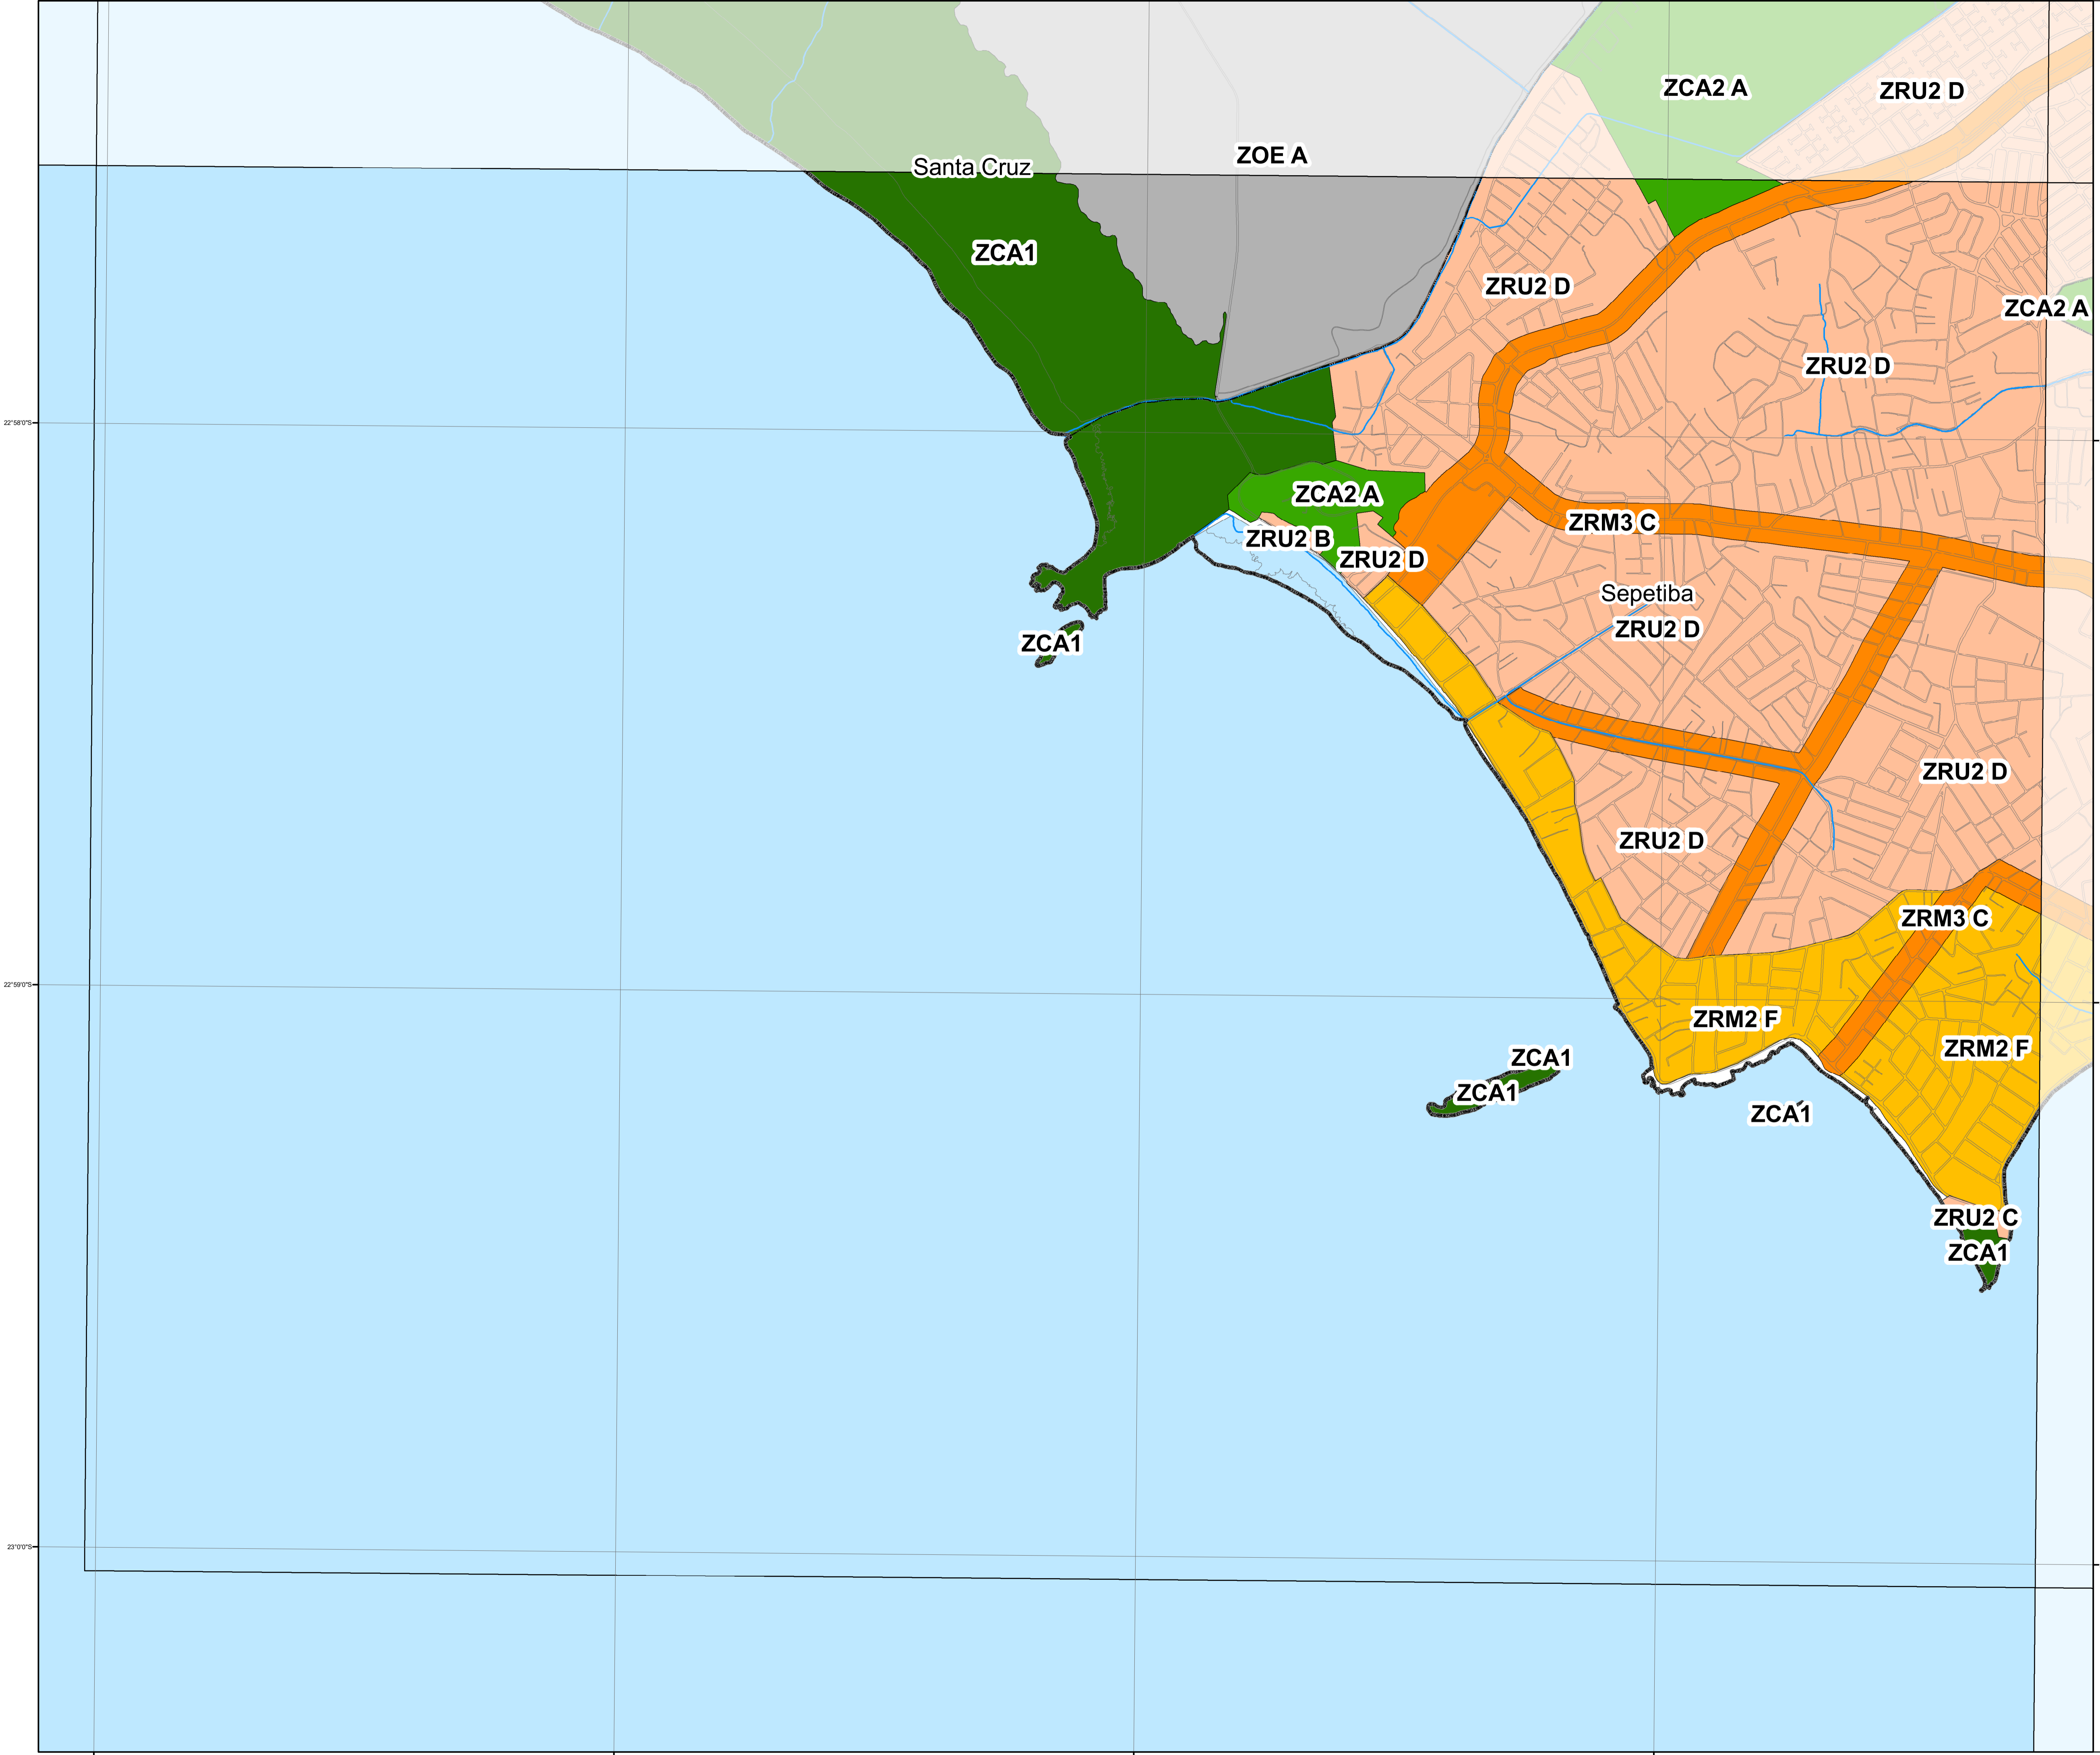 ZCA2 A
ZRU2 D
ZOE A
Santa Cruz
ZCA1
ZRU2 D
ZCA2 A
ZRU2 D
22°58'0"S
ZCA2 A
ZRM3 C
ZRU2 B
ZRU2 D
Sepetiba
ZRU2 D
ZCA1
ZRU2 D
ZRU2 D
ZRM3 C
22°59'0"S
ZRM2 F
ZRM2 F
ZCA1
ZCA1
ZCA1
ZRU2 C
ZCA1
23°0'0"S